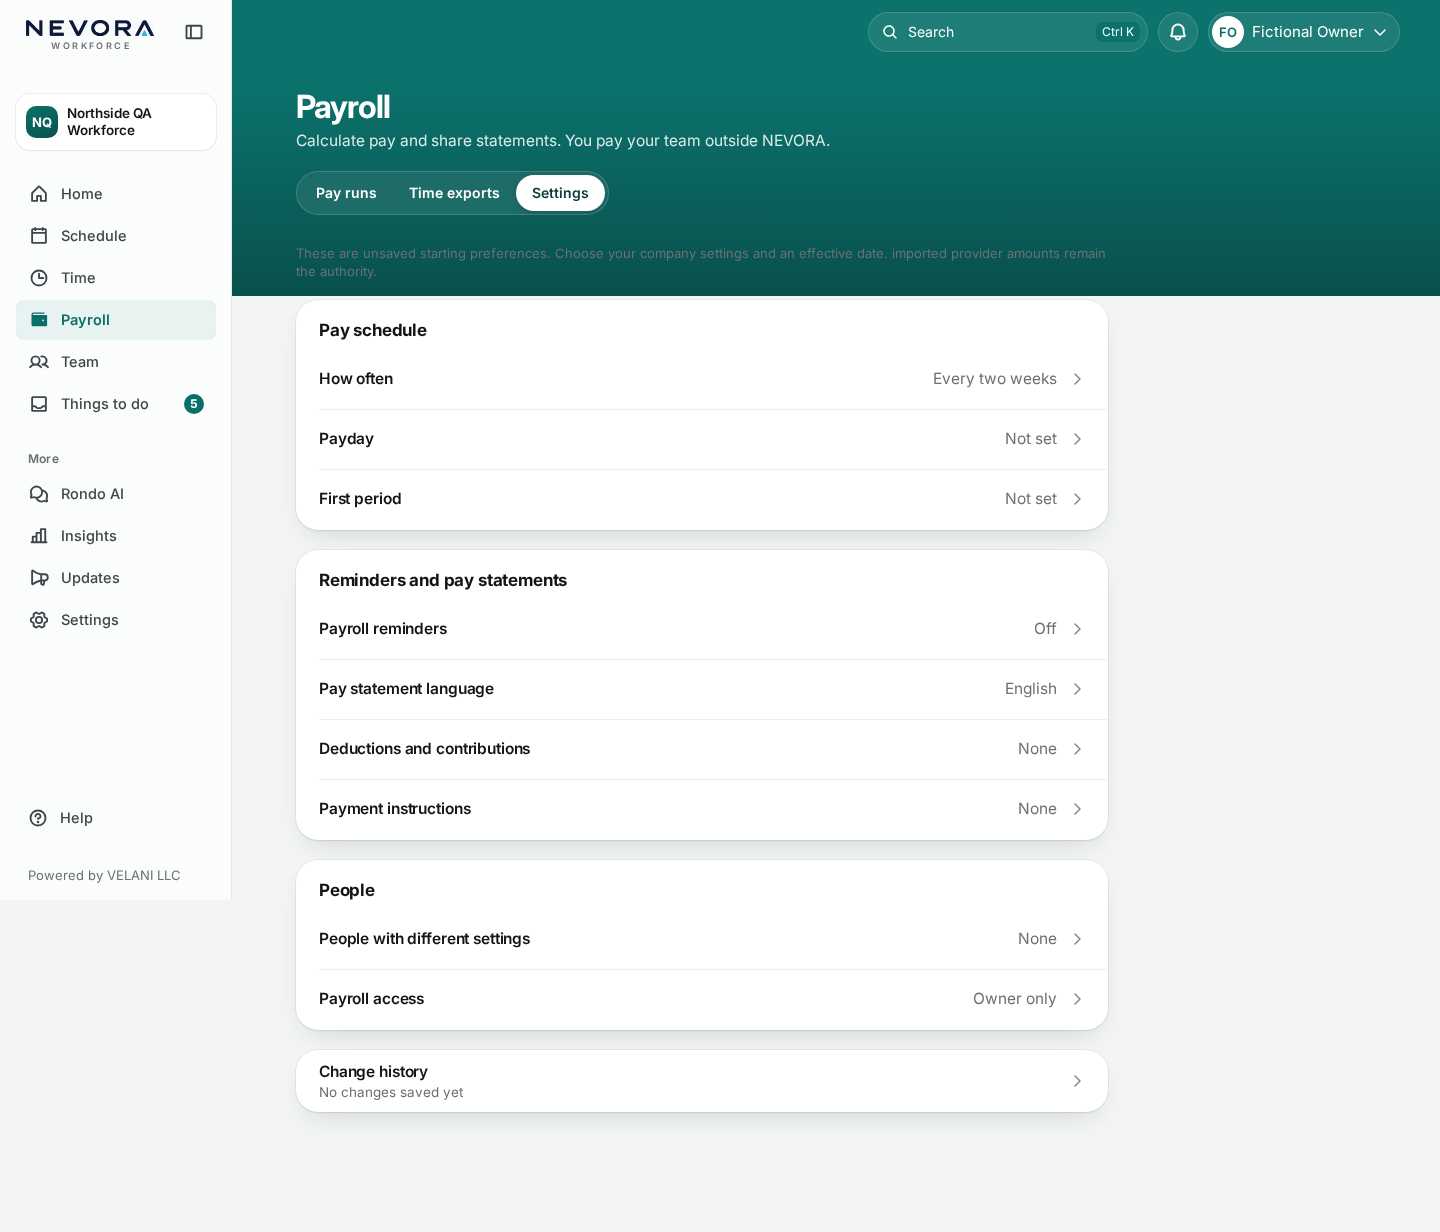 NEVORA
WORKFORCE
Search
Ctrl K
FO
Fictional Owner
NQ
Northside QA
Workforce
Home
Schedule
Time
Payroll
Team
Things to do
5
More
Rondo AI
Insights
Updates
Settings
Help
Powered by VELANI LLC
Payroll
Calculate pay and share statements. You pay your team outside NEVORA.
Pay runs
Time exports
Settings
These are unsaved starting preferences. Choose your company settings and an effective date. imported provider amounts remain
the authority.
Pay schedule
How often
Every two weeks
Payday
Not set
First period
Not set
Reminders and pay statements
Payroll reminders
Off
Pay statement language
English
Deductions and contributions
None
Payment instructions
None
People
People with different settings
None
Payroll access
Owner only
Change history
No changes saved yet